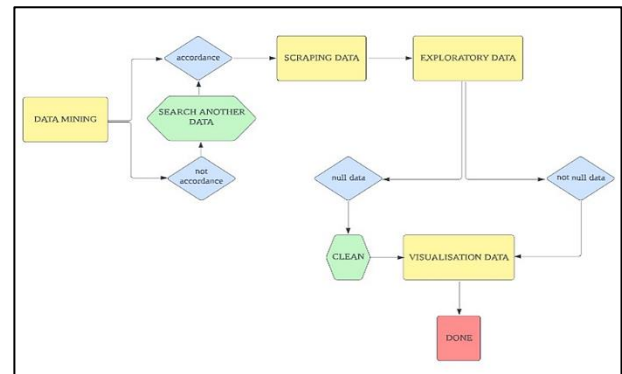 accordance
SCRAPING DATA
EXPLORATORY DATA
DATA MINING
SEARCH ANOTHER
DATA
not
accordance
null data
not null data
CLEAN
VISUALISATION DATA
DONE